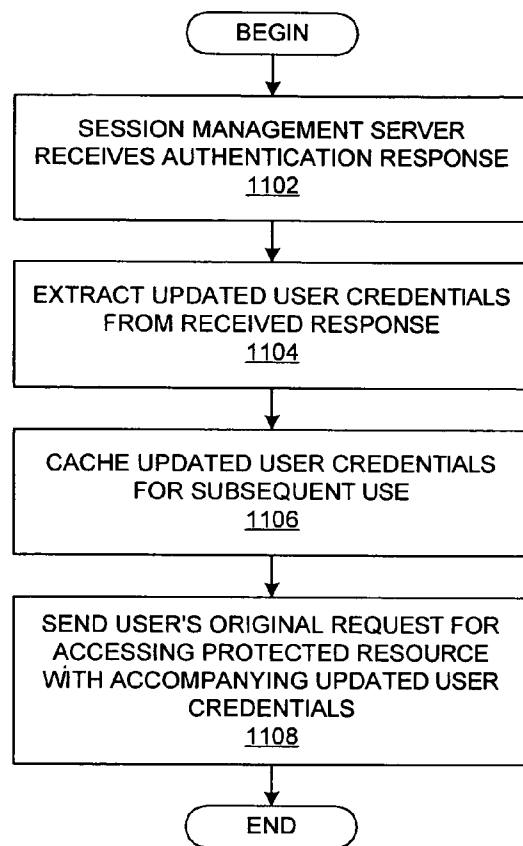 BEGIN
SESSION MANAGEMENT SERVER
RECEIVES AUTHENTICATION RESPONSE
1102
EXTRACT UPDATED USER CREDENTIALS
FROM RECEIVED RESPONSE
1104
CACHE UPDATED USER CREDENTIALS
FOR SUBSEQUENT USE
1106
SEND USER'S ORIGINAL REQUEST FOR
ACCESSING PROTECTED RESOURCE
WITH ACCOMPANYING UPDATED USER
CREDENTIALS
1108
END